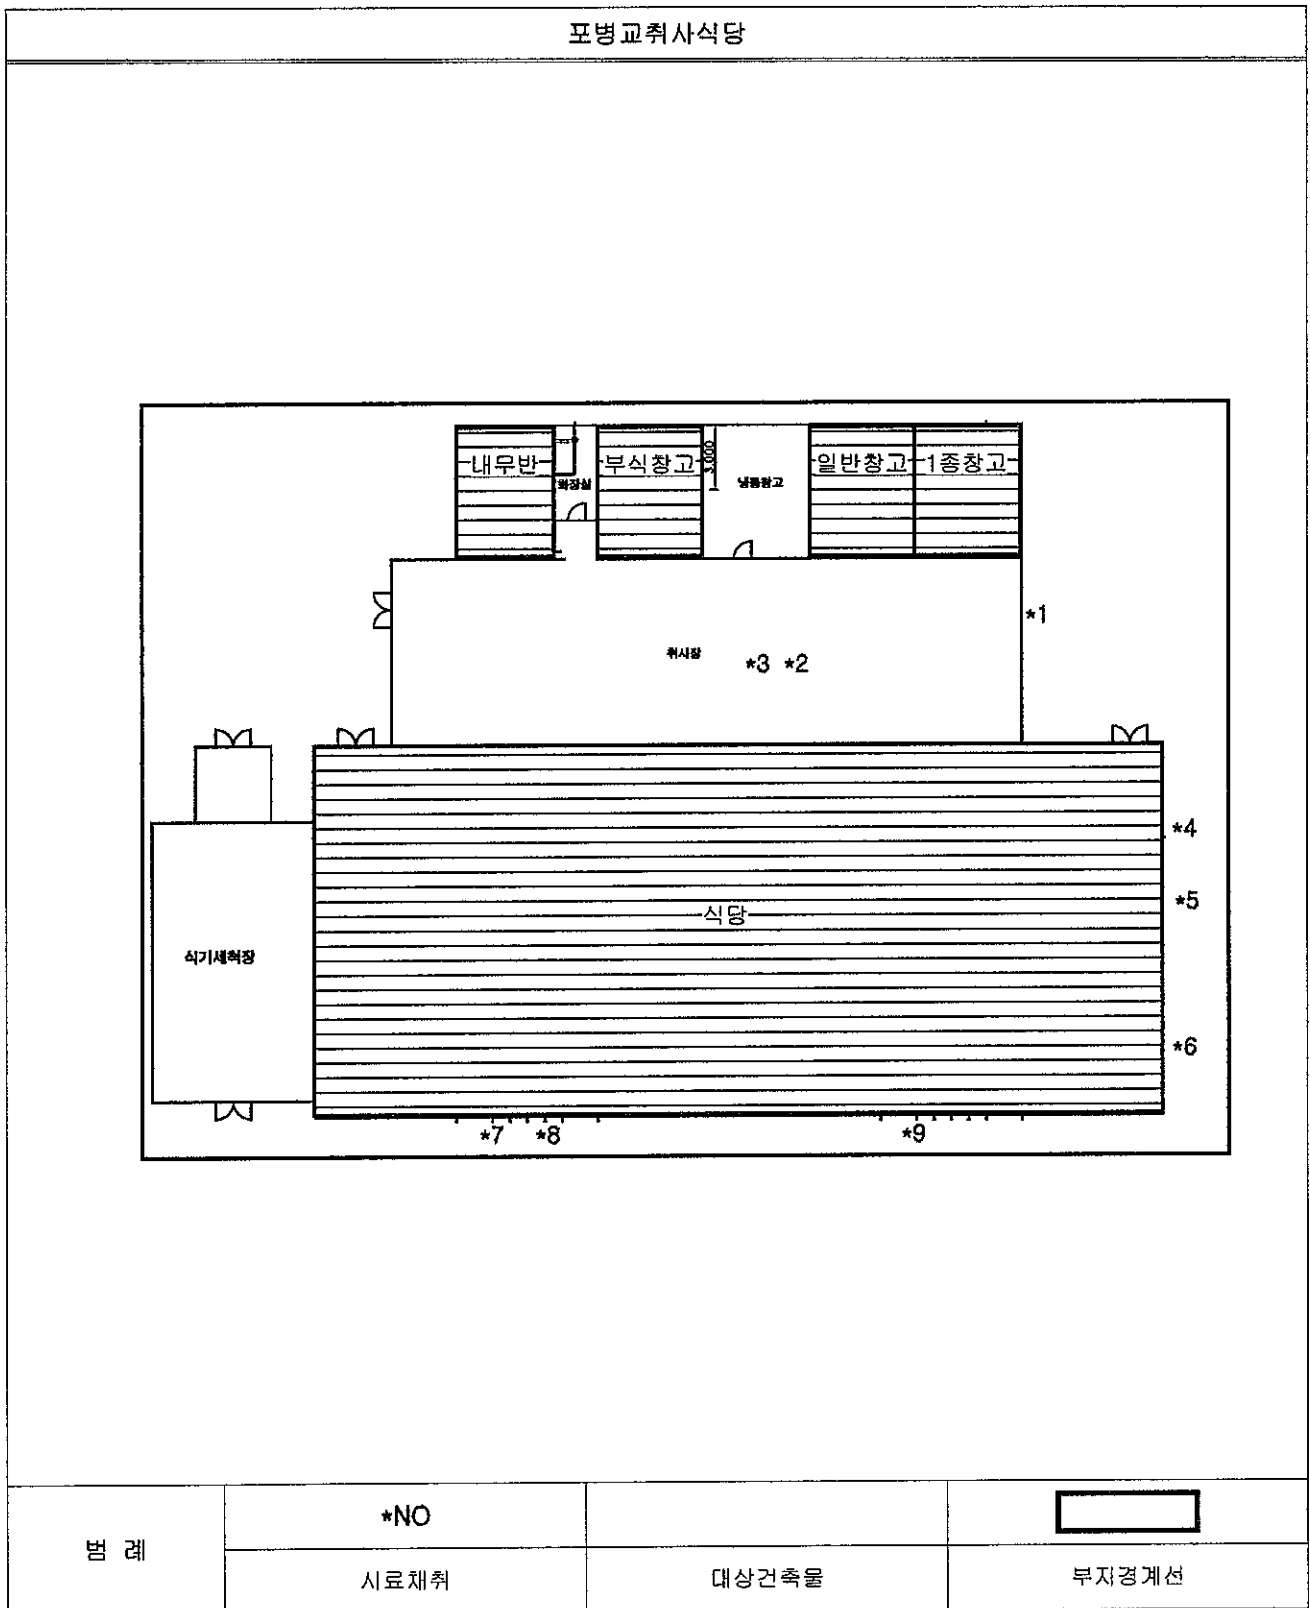 포병교취사식당
내무반
화장실
부식창고
3,000
냉동창고
일반창고
1종창고
*1
취사장
*3 *2
*4
식당
*5
식기세척장
*6
*7
*8
*9
범 례
*NO
시료채취
대상건축물
부지경계선